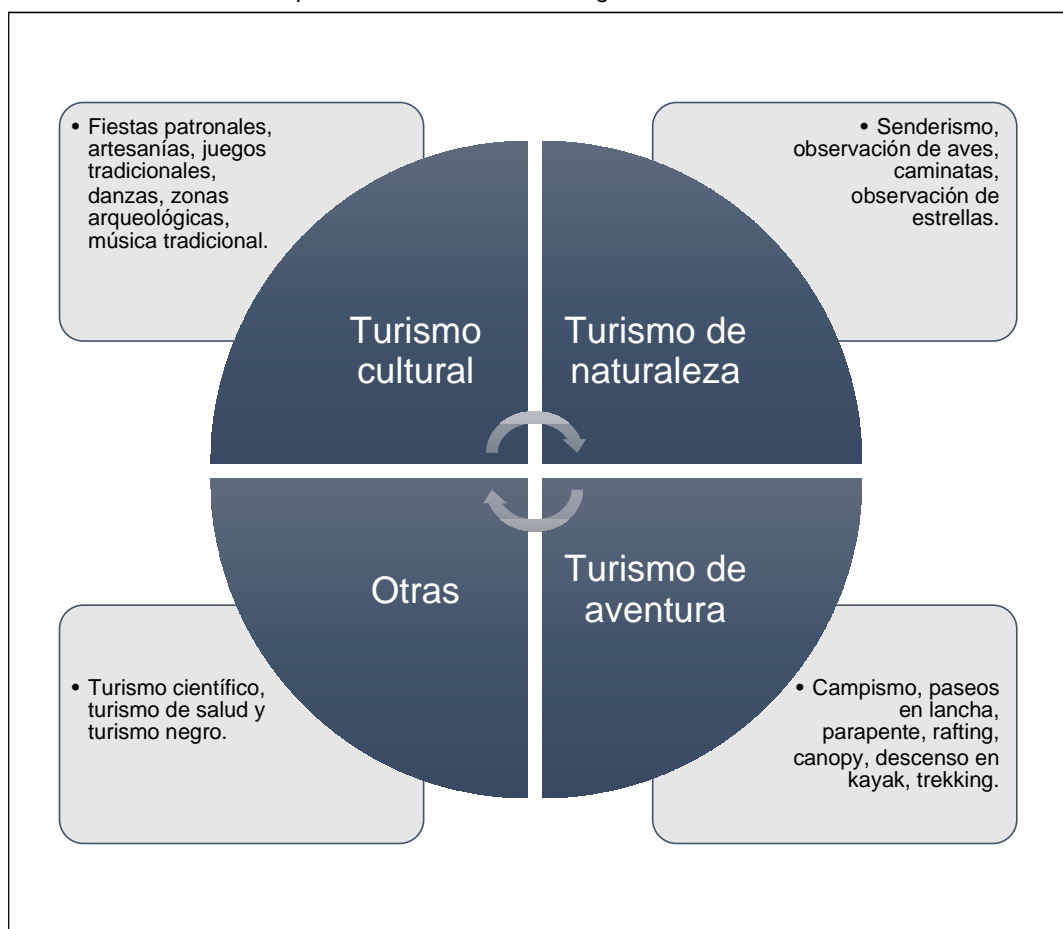 • Fiestas patronales,
artesanías, juegos
tradicionales,
danzas, zonas
arqueológicas,
música tradicional.
• Senderismo,
observación de aves,
caminatas,
observación de
estrellas.
Turismo
cultural
Turismo de
naturaleza
Otras
Turismo de
aventura
• Turismo científico,
turismo de salud y
turismo negro.
• Campismo, paseos
en lancha,
parapente, rafting,
canopy, descenso en
kayak, trekking.